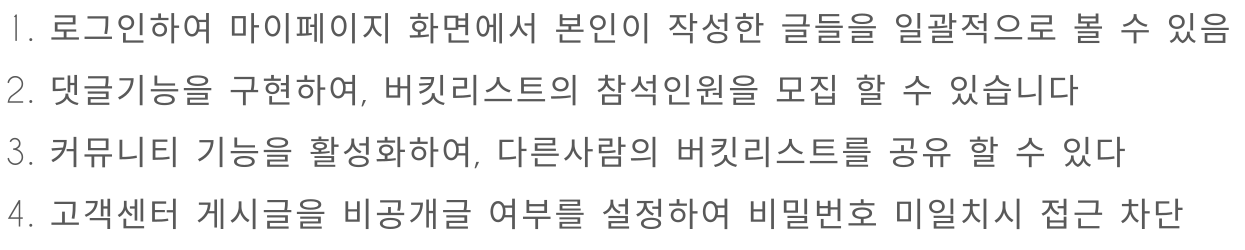 1. 로그인하여 마이페이지 화면에서 본인이 작성한 글들을 일괄적으로 볼 수 있음
2. 댓글기능을 구현하여, 버킷리스트의 참석인원을 모집 할 수 있습니다
3. 커뮤니티 기능을 활성화하여, 다른사람의 버킷리스트를 공유 할 수 있다
4. 고객센터 게시글을 비공개글 여부를 설정하여 비밀번호 미일치시 접근 차단